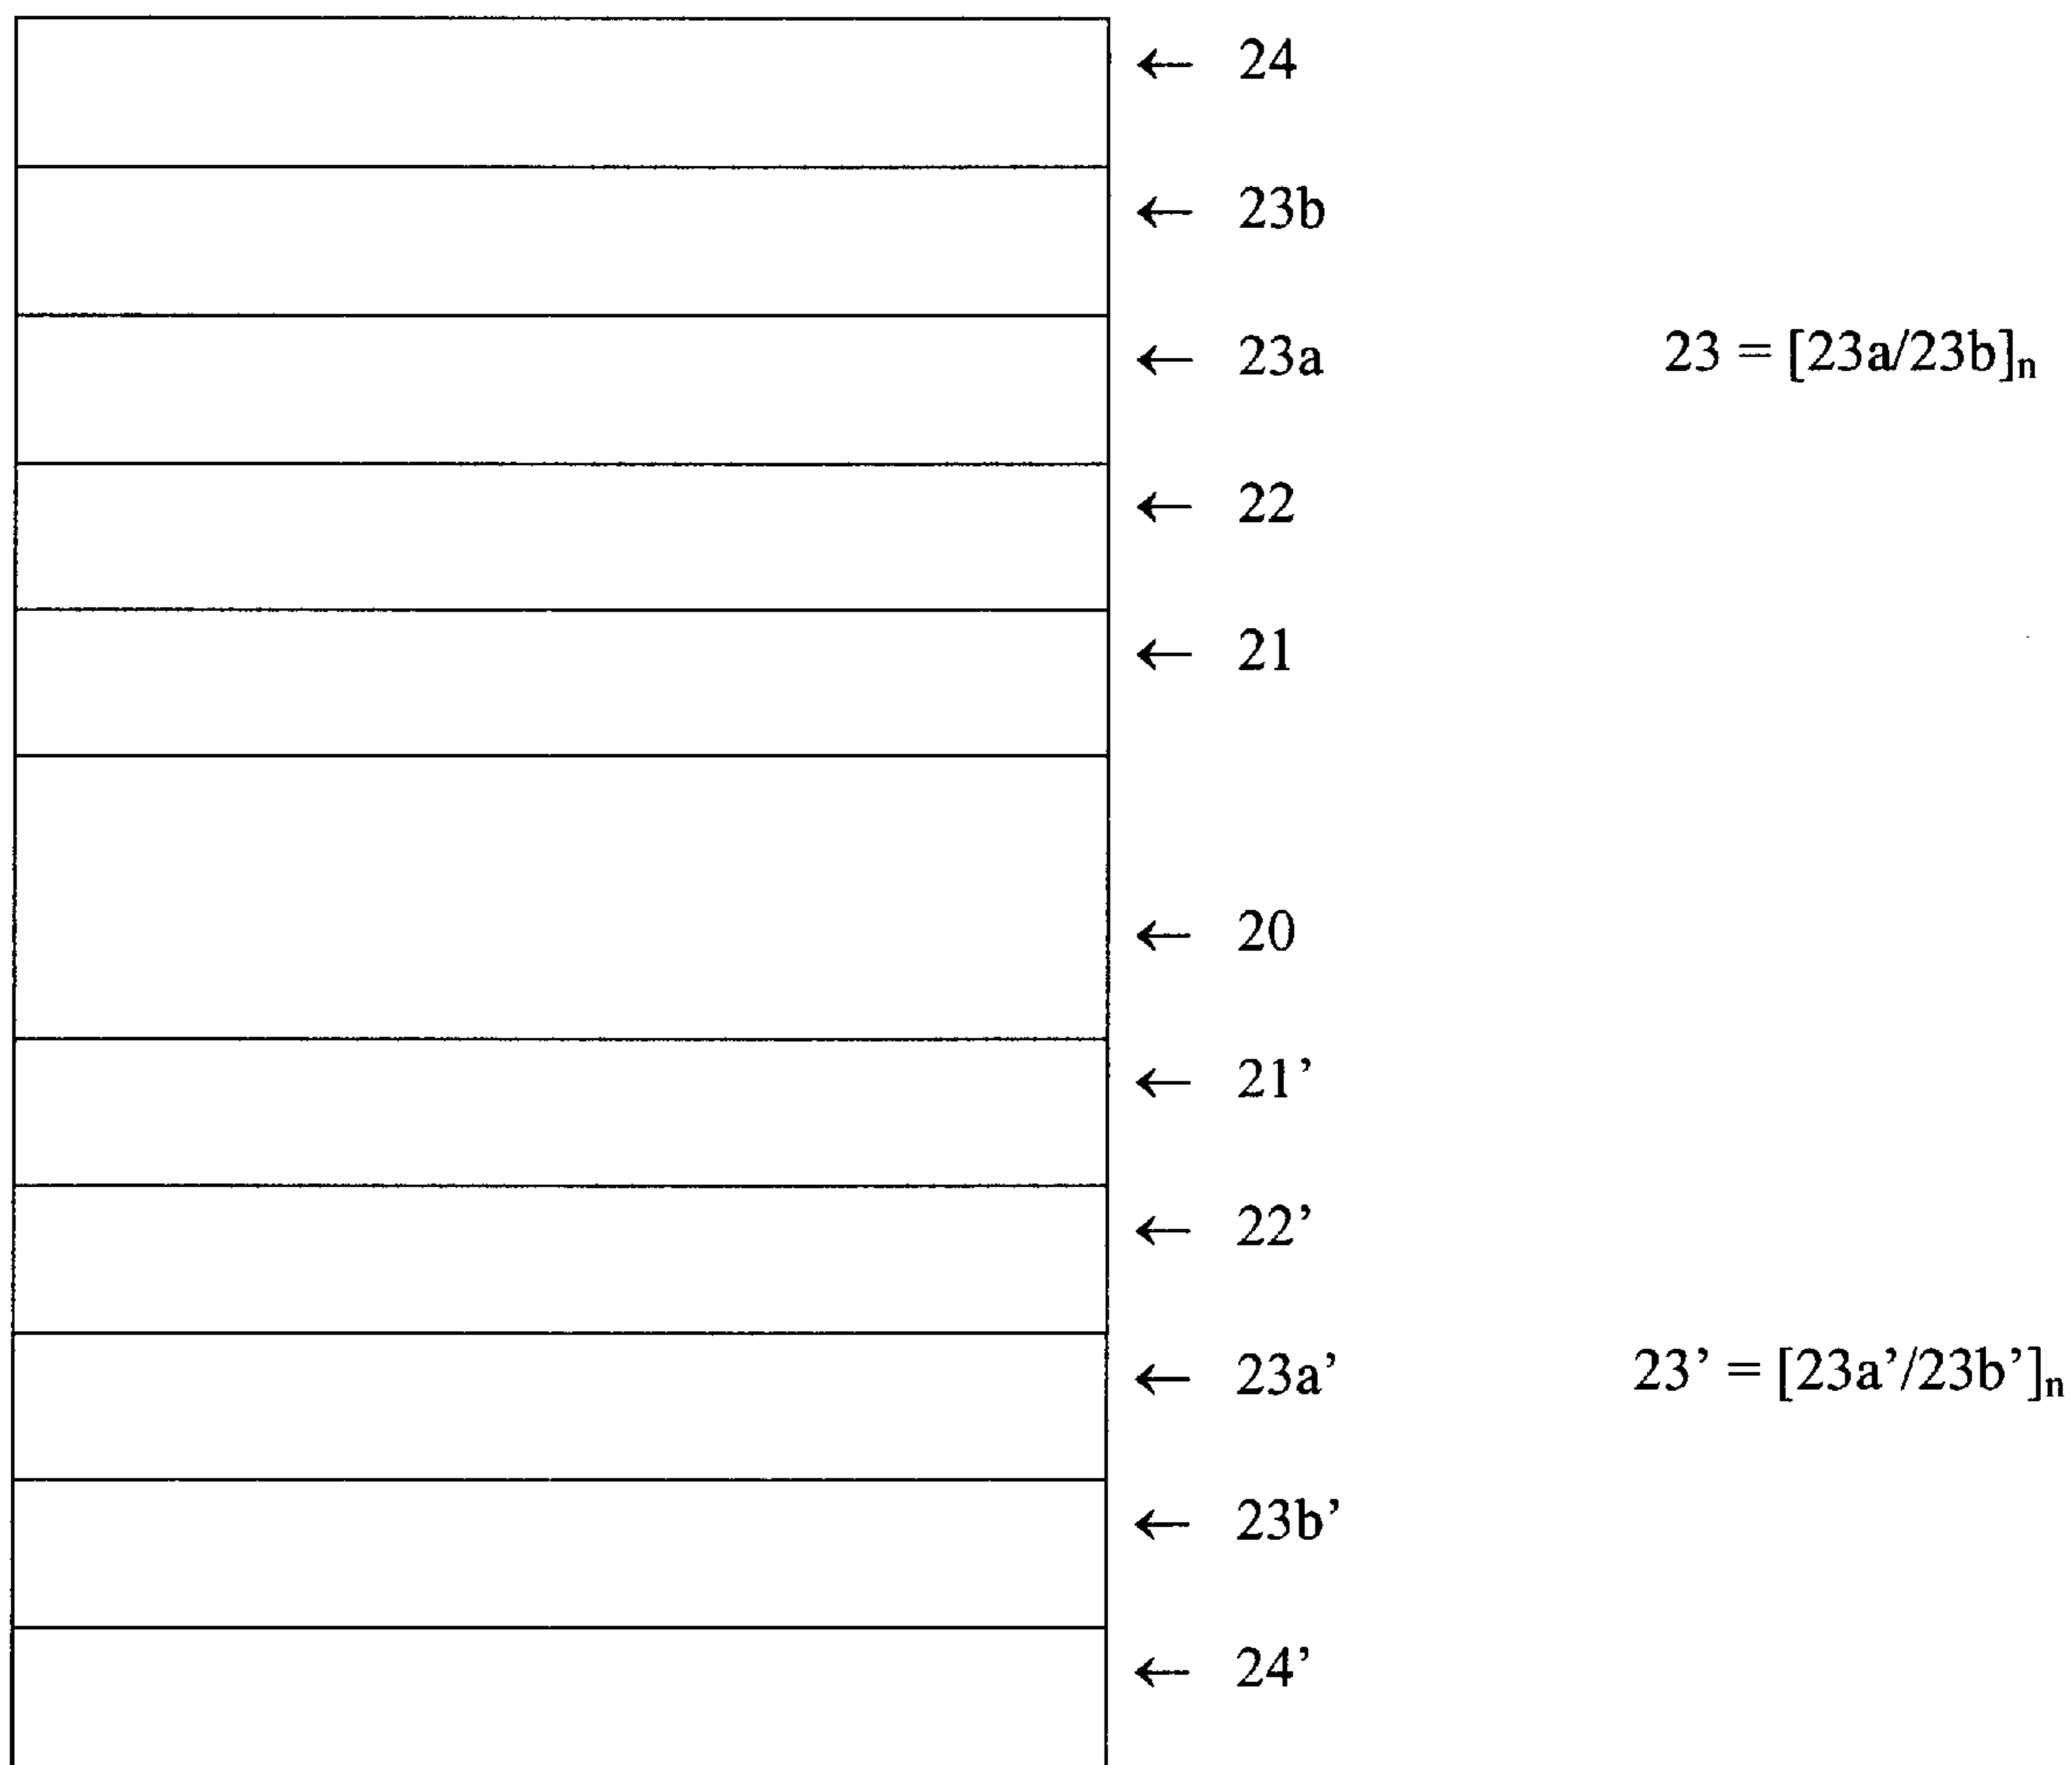 ← 24
← 23b
← 23a 23 = [23a/23b]n
← 22
← 21
← 20
← 21’
← 22’
← 23a’ 23’ = [23a’/23b’]n
← 23b’
← 24’